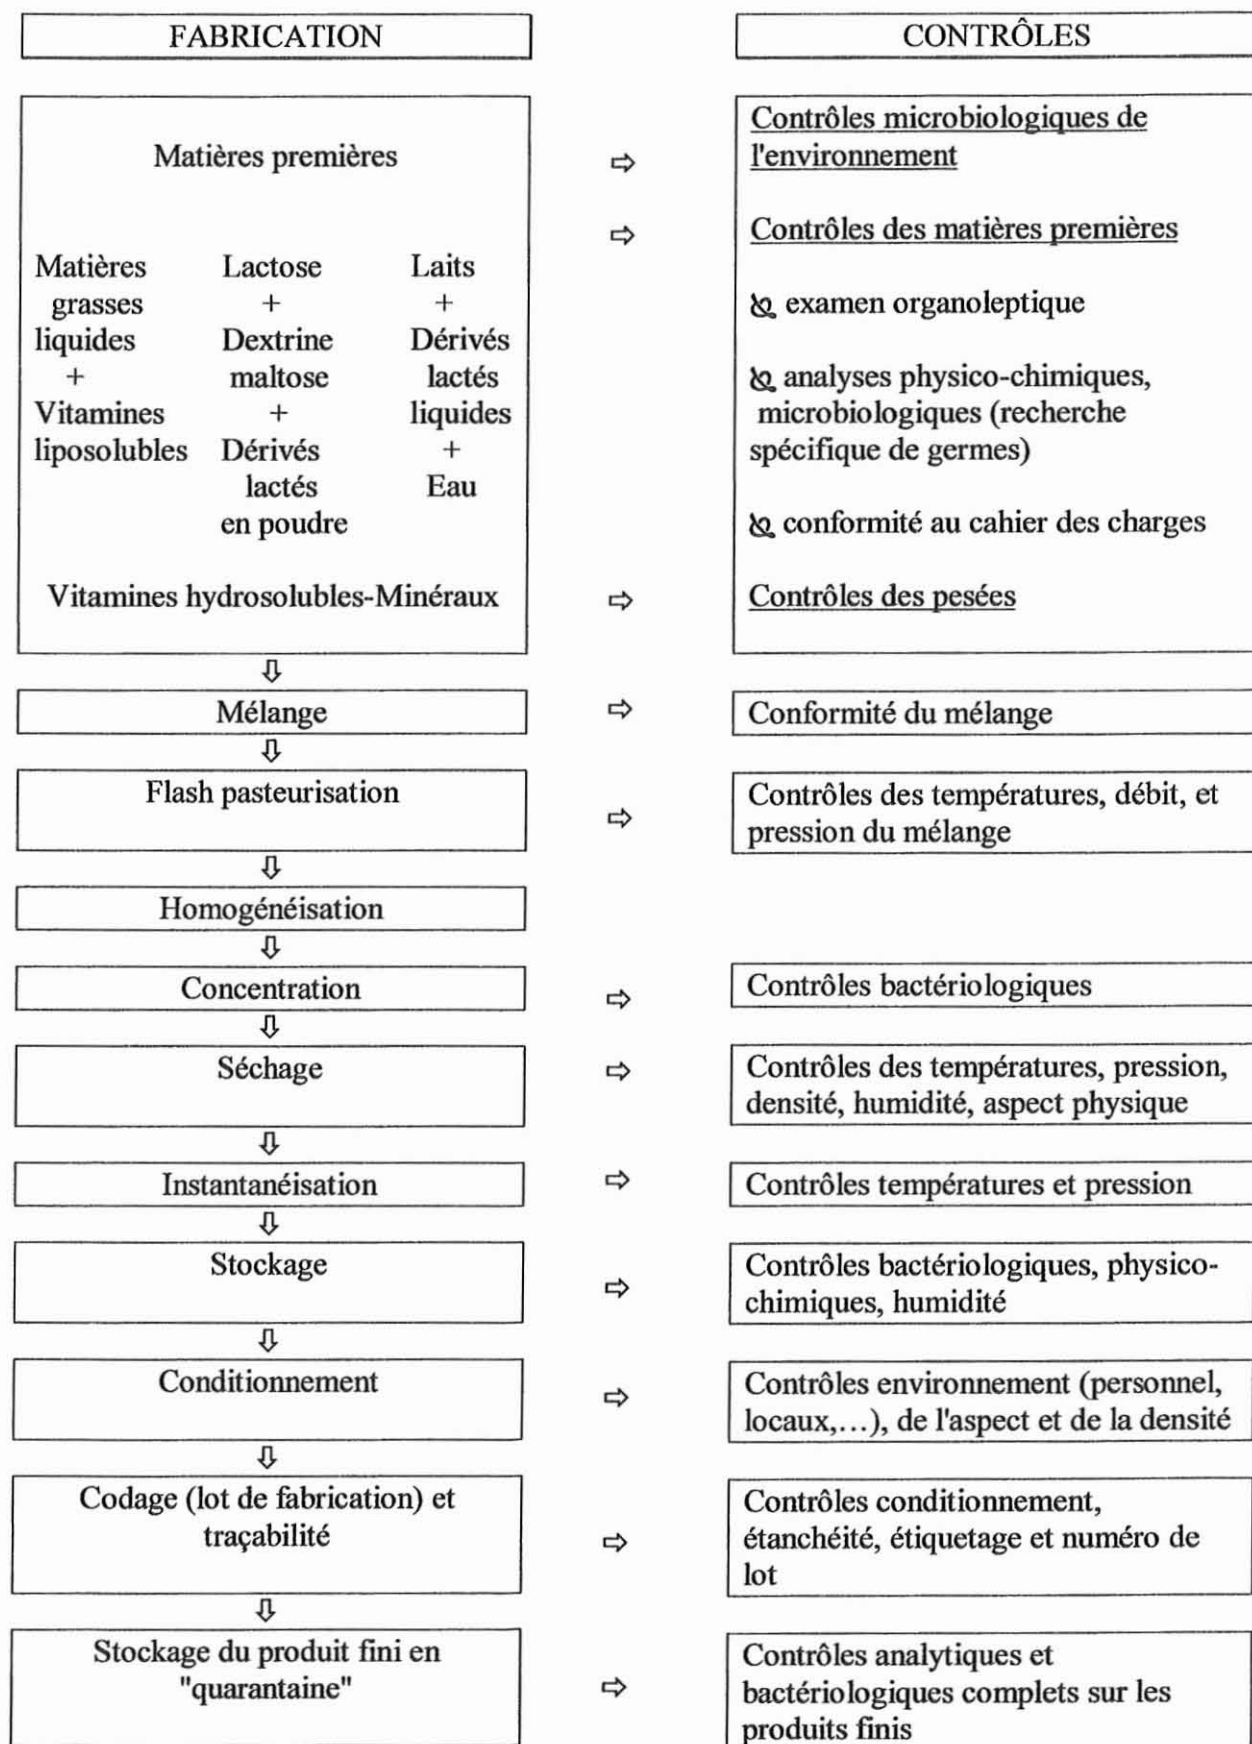 FABRICATION
CONTRÔLES
Matières premières
Contrôles microbiologiques de
l'environnement
Contrôles des matières premières
Matières Lactose Laits
grasses + +
liquides Dextrine Dérivés
+ maltose lactés
Vitamines + liquides
liposolubles Dérivés +
lactés Eau
en poudre
examen organoleptique
analyses physico-chimiques,
microbiologiques (recherche
spécifique de germes)
conformité au cahier des charges
Vitamines hydrosolubles-Minéraux
Contrôles des pesées
Mélange
Conformité du mélange
Flash pasteurisation
Contrôles des températures, débit, et
pression du mélange
Homogénéisation
Concentration
Contrôles bactériologiques
Séchage
Contrôles des températures, pression,
densité, humidité, aspect physique
Instantanéisation
Contrôles températures et pression
Stockage
Contrôles bactériologiques, physico-
chimiques, humidité
Conditionnement
Contrôles environnement (personnel,
locaux,…), de l'aspect et de la densité
Codage (lot de fabrication) et
traçabilité
Contrôles conditionnement,
étanchéité, étiquetage et numéro de
lot
Stockage du produit fini en
"quarantaine"
Contrôles analytiques et
bactériologiques complets sur les
produits finis